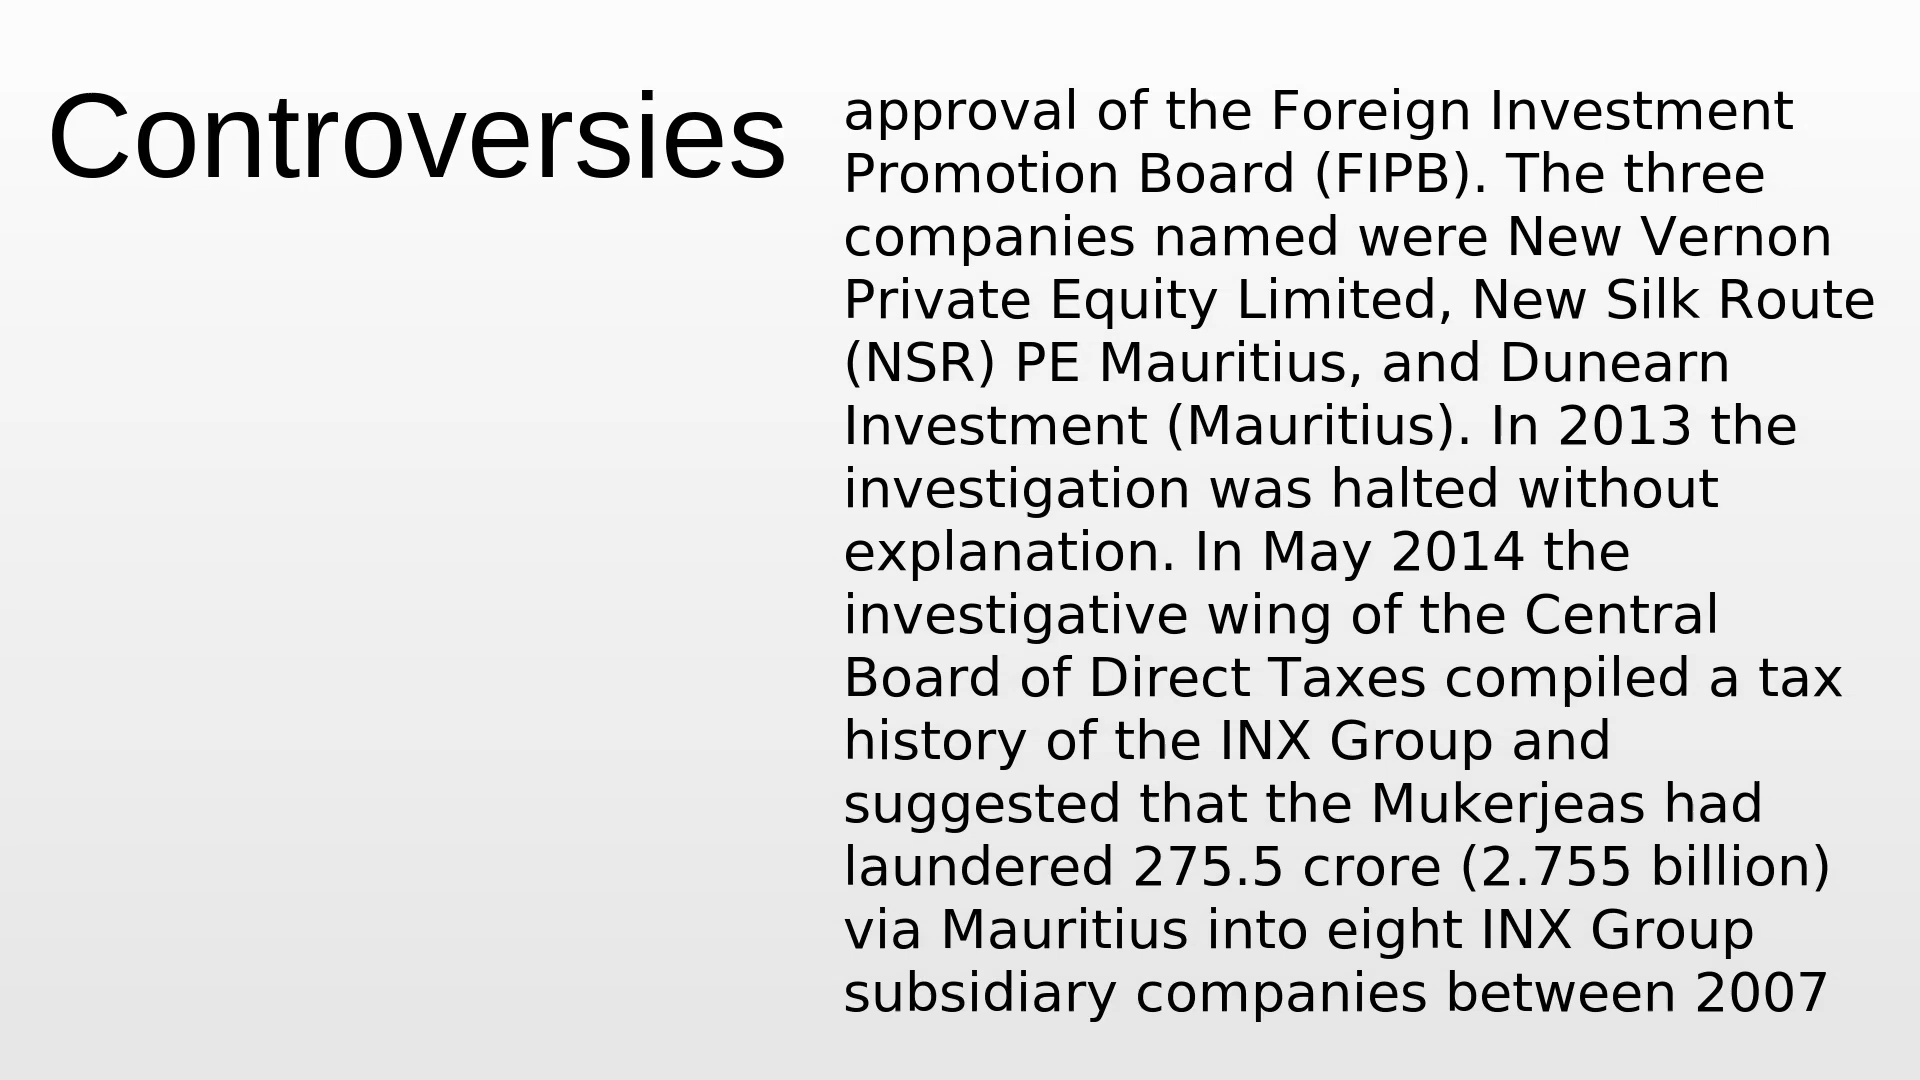 Controversies
approval of the Foreign Investment
Promotion Board (FIPB). The three
companies named were New Vernon
Private Equity Limited, New Silk Route
(NSR) PE Mauritius, and Dunearn
Investment (Mauritius). In 2013 the
investigation was halted without
explanation. In May 2014 the
investigative wing of the Central
Board of Direct Taxes compiled a tax
history of the INX Group and
suggested that the Mukerjeas had
laundered 275.5 crore (2.755 billion)
via Mauritius into eight INX Group
subsidiary companies between 2007